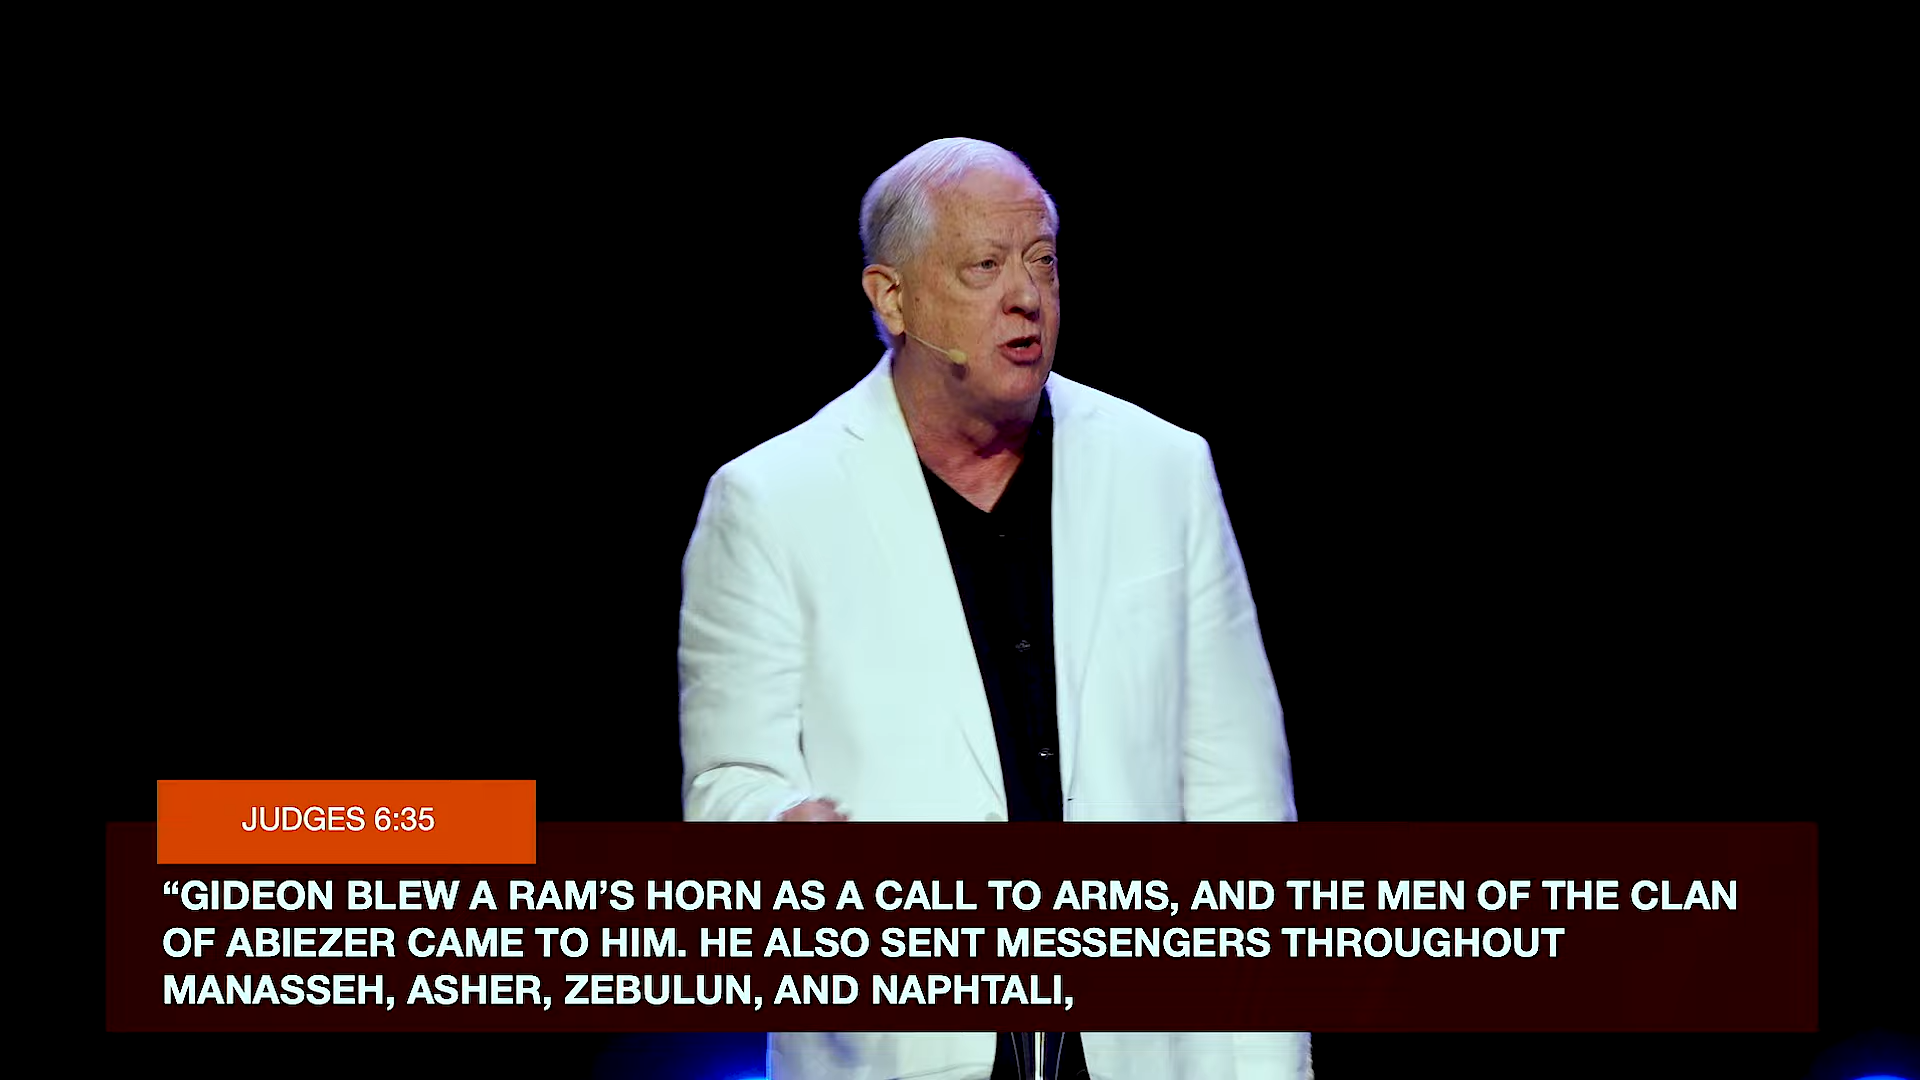 JUDGES 6:35
“GIDEON BLEW A RAM’S HORN AS A CALL TO ARMS, AND THE MEN OF THE CLAN
OF ABIEZER CAME TO HIM. HE ALSO SENT MESSENGERS THROUGHOUT
MANASSEH, ASHER, ZEBULUN, AND NAPHTALI,